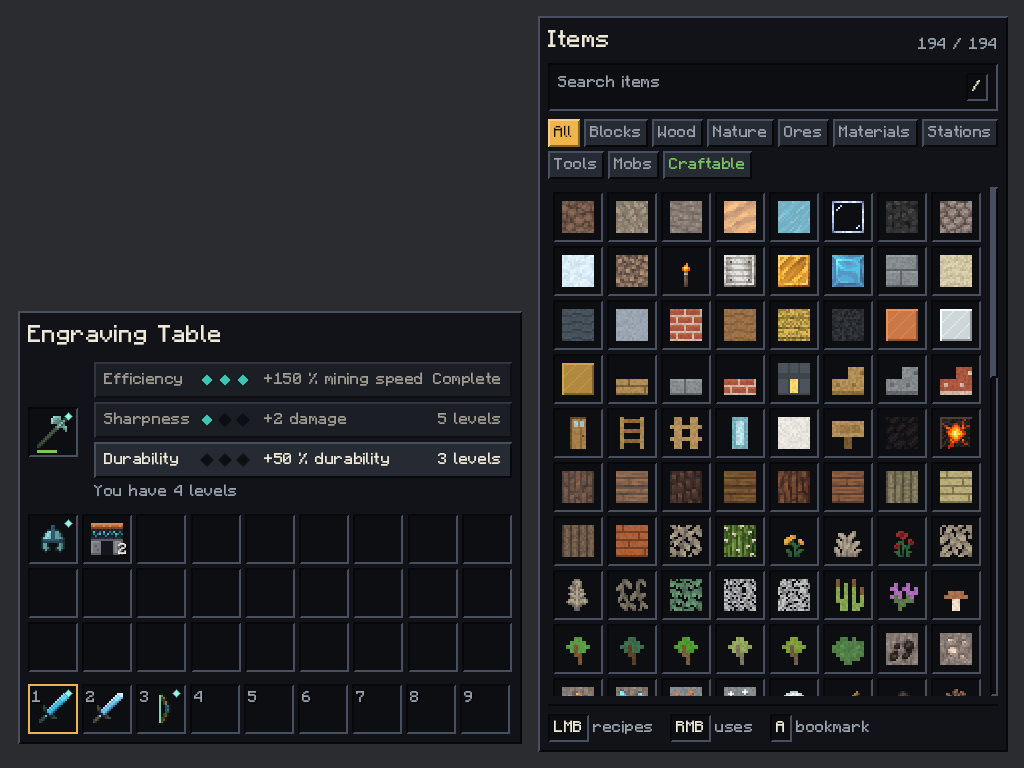 Items
194 / 194
Search items
/
All Blocks Wood Nature Ores Materials Stations
Tools Mobs Craftable
Engraving Table
Efficiency +150 % mining speed Complete
Sharpness +2 damage 5 levels
Durability +50 % durability 3 levels
You have 4 levels
2
1 2 3 4 5 6 7 8 9
LMB recipes RMB uses A bookmark